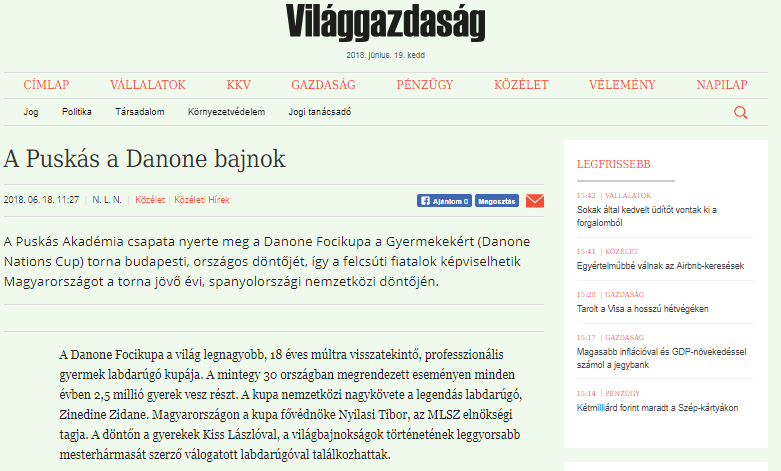 Világgazdaság
2018. június. 19. kedd
CÍMLAP VÁLLALATOK KKV GAZDASÁG PÉNZÜGY KÖZÉLET VÉLEMÉNY NAPILAP
Jog Politika Társadalom Környezetvédelem Jogi tanácsadó
A Puskás a Danone bajnok
2018. 06. 18. 11:27 | N. L. N. | Közélet | Közéleti Hírek
Ajánlom 0 Megosztás
A Puskás Akadémia csapata nyerte meg a Danone Focikupa a Gyermekekért (Danone
Nations Cup) torna budapesti, országos döntőjét, így a felcsúti fiatalok képviselhetik
Magyarországot a torna jövő évi, spanyolországi nemzetközi döntőjén.
A Danone Focikupa a világ legnagyobb, 18 éves múltra visszatekintő, professzionális
gyermek labdarúgó kupája. A mintegy 30 országban megrendezett eseményen minden
évben 2,5 millió gyerek vesz részt. A kupa nemzetközi nagykövete a legendás labdarúgó,
Zinedine Zidane. Magyarországon a kupa fővédnöke Nyilasi Tibor, az MLSZ elnökségi
tagja. A döntőn a gyerekek Kiss Lászlóval, a világbajnokságok történetének leggyorsabb
mesterhármasát szerző válogatott labdarúgóval találkozhattak.
LEGFRISSEBB
15:42 | VÁLLALATOK
Sokak által kedvelt üdítőt vontak ki a
forgalomból
15:41 | KÖZÉLET
Egyértelműbbé válnak az Airbnb-keresések
15:20 | GAZDASÁG
Tarolt a Visa a hosszú hétvégéken
15:17 | GAZDASÁG
Magasabb inflációval és GDP-növekedéssel
számol a jegybank
15:14 | PÉNZÜGY
Kétmilliárd forint maradt a Szép-kártyákon